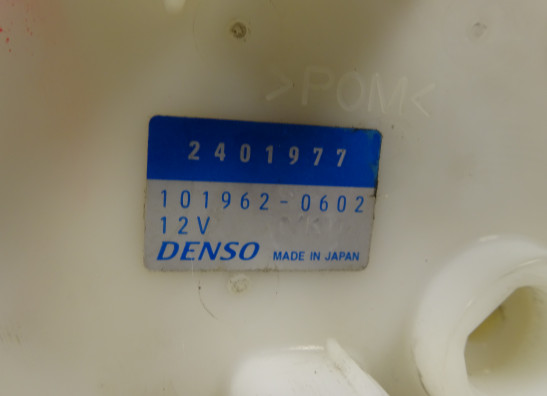 >POM<
2401977
101962-0602
12V
DENSO MADE IN JAPAN